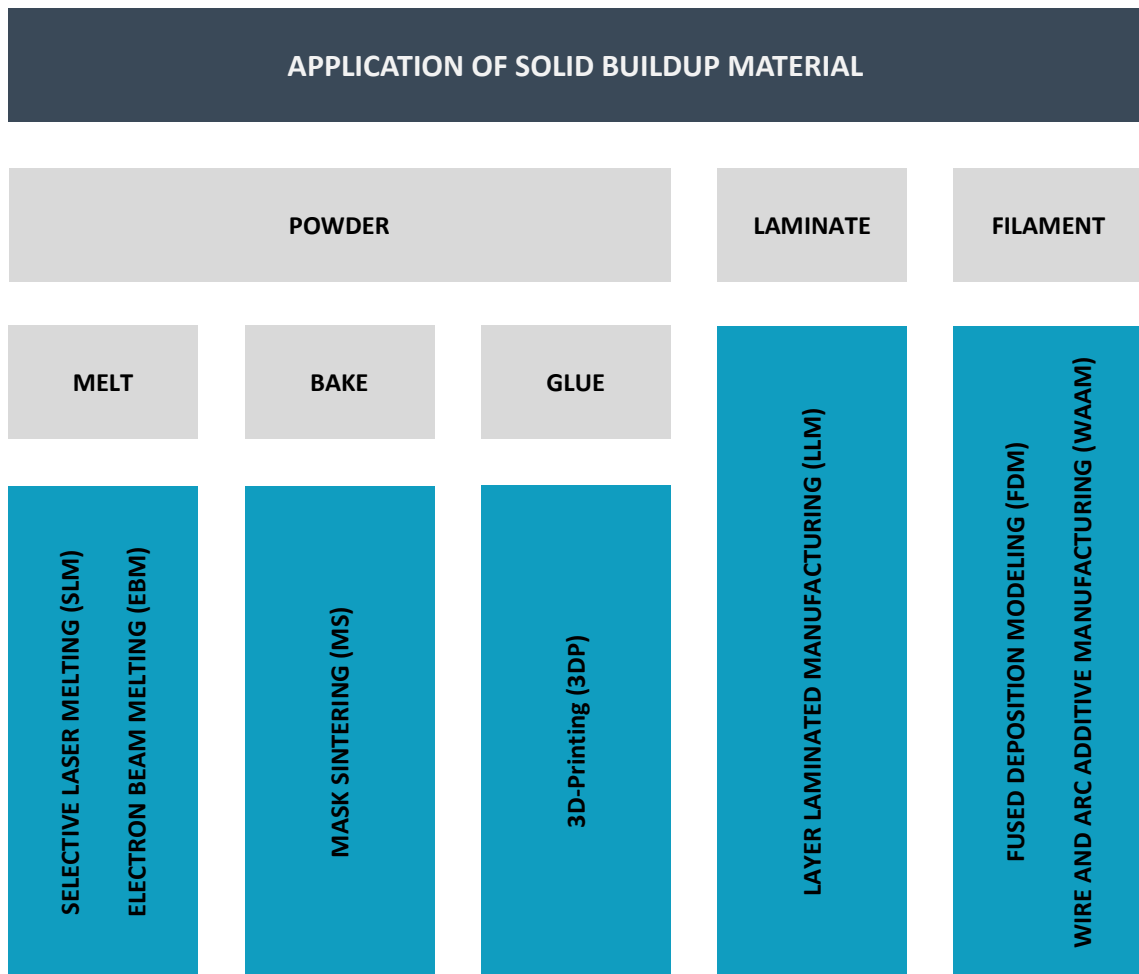 APPLICATION OF SOLID BUILDUP MATERIAL
POWDER
LAMINATE
FILAMENT
MELT
BAKE
GLUE
SELECTIVE LASER MELTING (SLM)
ELECTRON BEAM MELTING (EBM)
MASK SINTERING (MS)
3D-Printing (3DP)
LAYER LAMINATED MANUFACTURING (LLM)
FUSED DEPOSITION MODELING (FDM)
WIRE AND ARC ADDITIVE MANUFACTURING (WAAM)